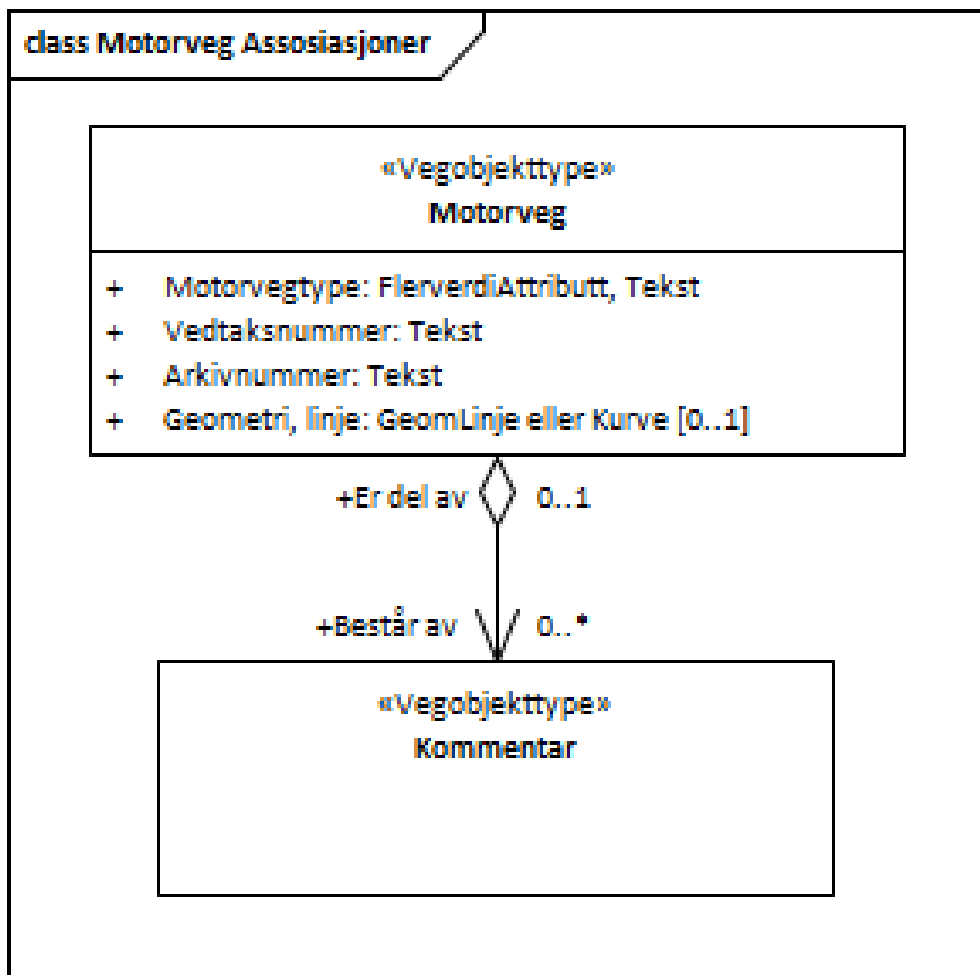 class Motorveg Assosiasjoner
«Vegobjekttype»
Motorveg
+ Motorvegtype: FlerverdiAttributt, Tekst
+ Vedtaksnummer: Tekst
+ Arkivnummer: Tekst
+ Geometri, linje: GeomLinje eller Kurve [0..1]
+Er del av 0..1
+Består av 0..*
«Vegobjekttype»
Kommentar